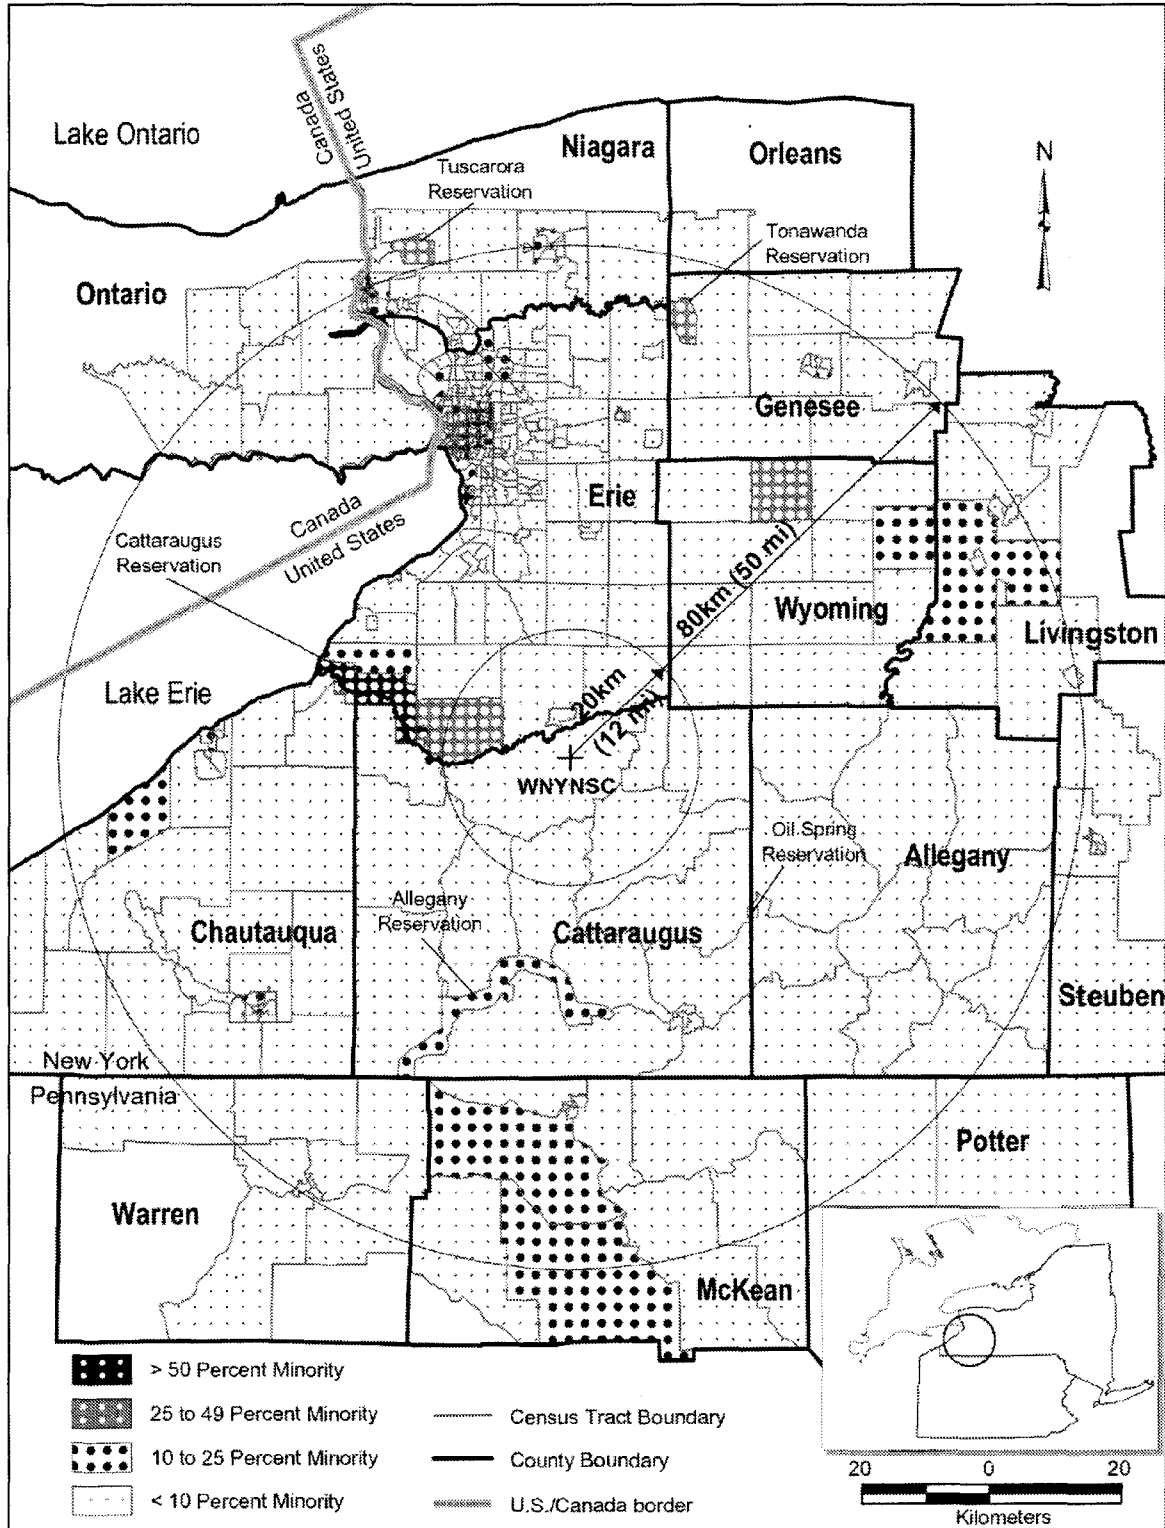 Canada
United States
Lake Ontario
Niagara
Orleans
N
Tuscarora
Reservation
Tonawanda
Reservation
Ontario
Genesee
Erie
Canada
United States
Cattaraugus
Reservation
80km (50 mi)
Wyoming
Livingston
Lake Erie
20km
(12 mi)
WNYNSC
Oil Spring
Reservation
Allegany
Allegany
Reservation
Chautauqua
Cattaraugus
Steuben
New York
Pennsylvania
Potter
Warren
McKean
> 50 Percent Minority
25 to 49 Percent Minority
10 to 25 Percent Minority
< 10 Percent Minority
Census Tract Boundary
County Boundary
U.S./Canada border
20 0 20
Kilometers